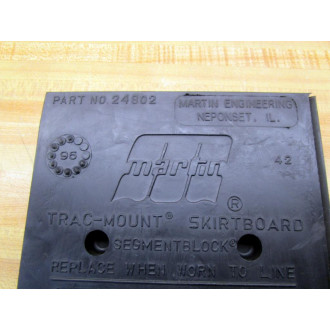 PART NO. 24802
MARTIN ENGINEERING
NEPONSET, IL.
96
martin
42
®
TRAC-MOUNT® SKIRTBOARD
SEGMENTBLOCK®
REPLACE WHEN WORN TO LINE